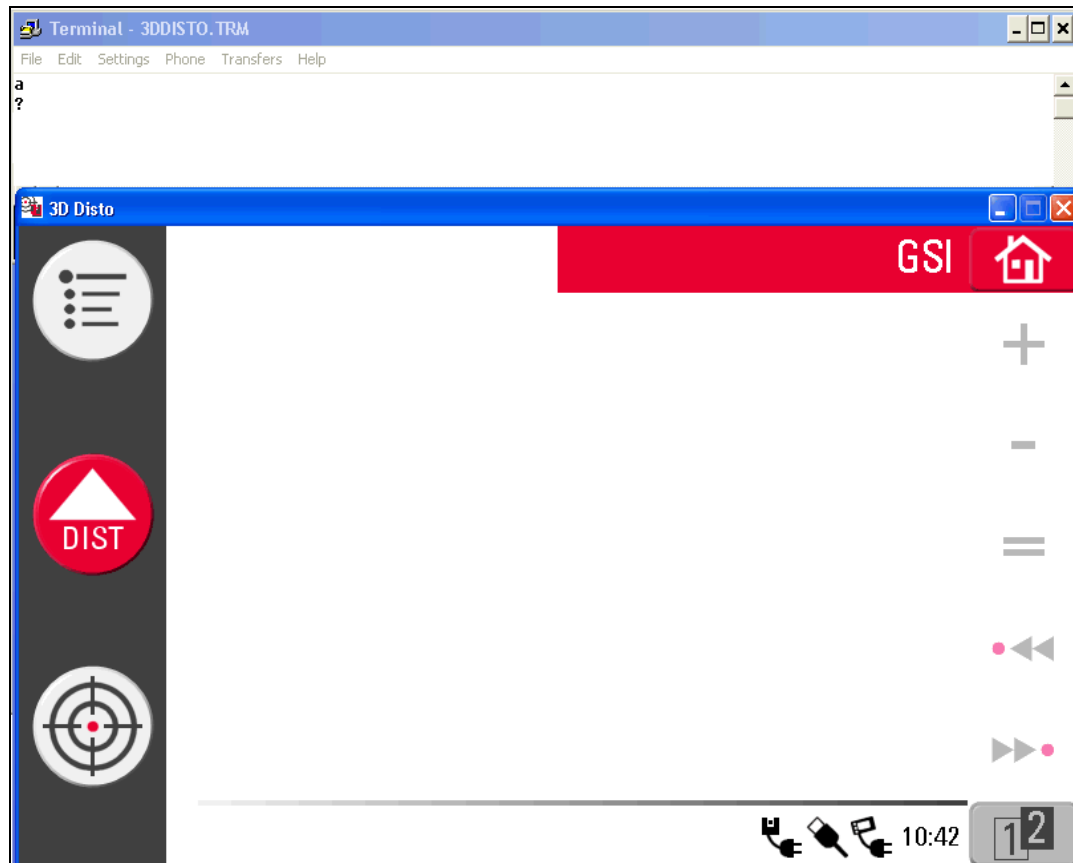 Terminal - 3DDISTO.TRM
File Edit Settings Phone Transfers Help
a
?
3D Disto
GSI
+
-
=
DIST
10:42
1 2